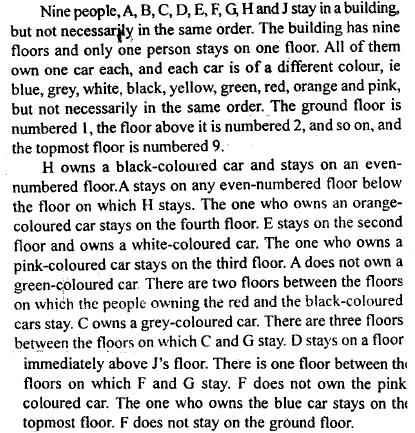 Nine people, A, B, C, D, E, F, G, H and J stay in a building,
but not necessarily in the same order. The building has nine
floors and only one person stays on one floor. All of them
own one car each, and each car is of a different colour, ie
blue, grey, white, black, yellow, green, red, orange and pink,
but not necessarily in the same order. The ground floor is
numbered 1, the floor above it is numbered 2, and so on, and
the topmost floor is numbered 9.
H owns a black-coloured car and stays on an even-
numbered floor.A stays on any even-numbered floor below
the floor on which H stays. The one who owns an orange-
coloured car stays on the fourth floor. E stays on the second
floor and owns a white-coloured car. The one who owns a
pink-coloured car stays on the third floor. A does not own a
green-coloured car. There are two floors between the floors
on which the people owning the red and the black-coloured
cars stay. C owns a grey-coloured car. There are three floors
between the floors on which C and G stay. D stays on a floor
immediately above J's floor. There is one floor between the
floors on which F and G stay. F does not own the pink
coloured car. The one who owns the blue car stays on the
topmost floor. F does not stay on the ground floor.